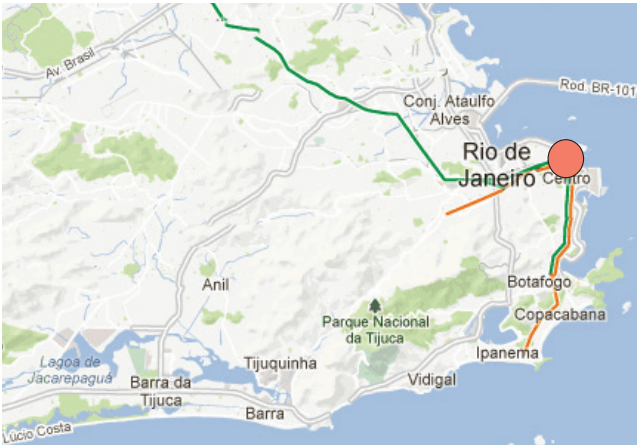 Av. Brasil
Rod. BR-101
Conj. Ataulfo
Alves
Rio de
Janeiro
Centro
Botafogo
Anil
Copacabana
Parque Nacional
da Tijuca
Ipanema
Lagoa de
Jacarepaguá
Tijuquinha
Vidigal
Barra da
Tijuca
Barra
Lúcio Costa